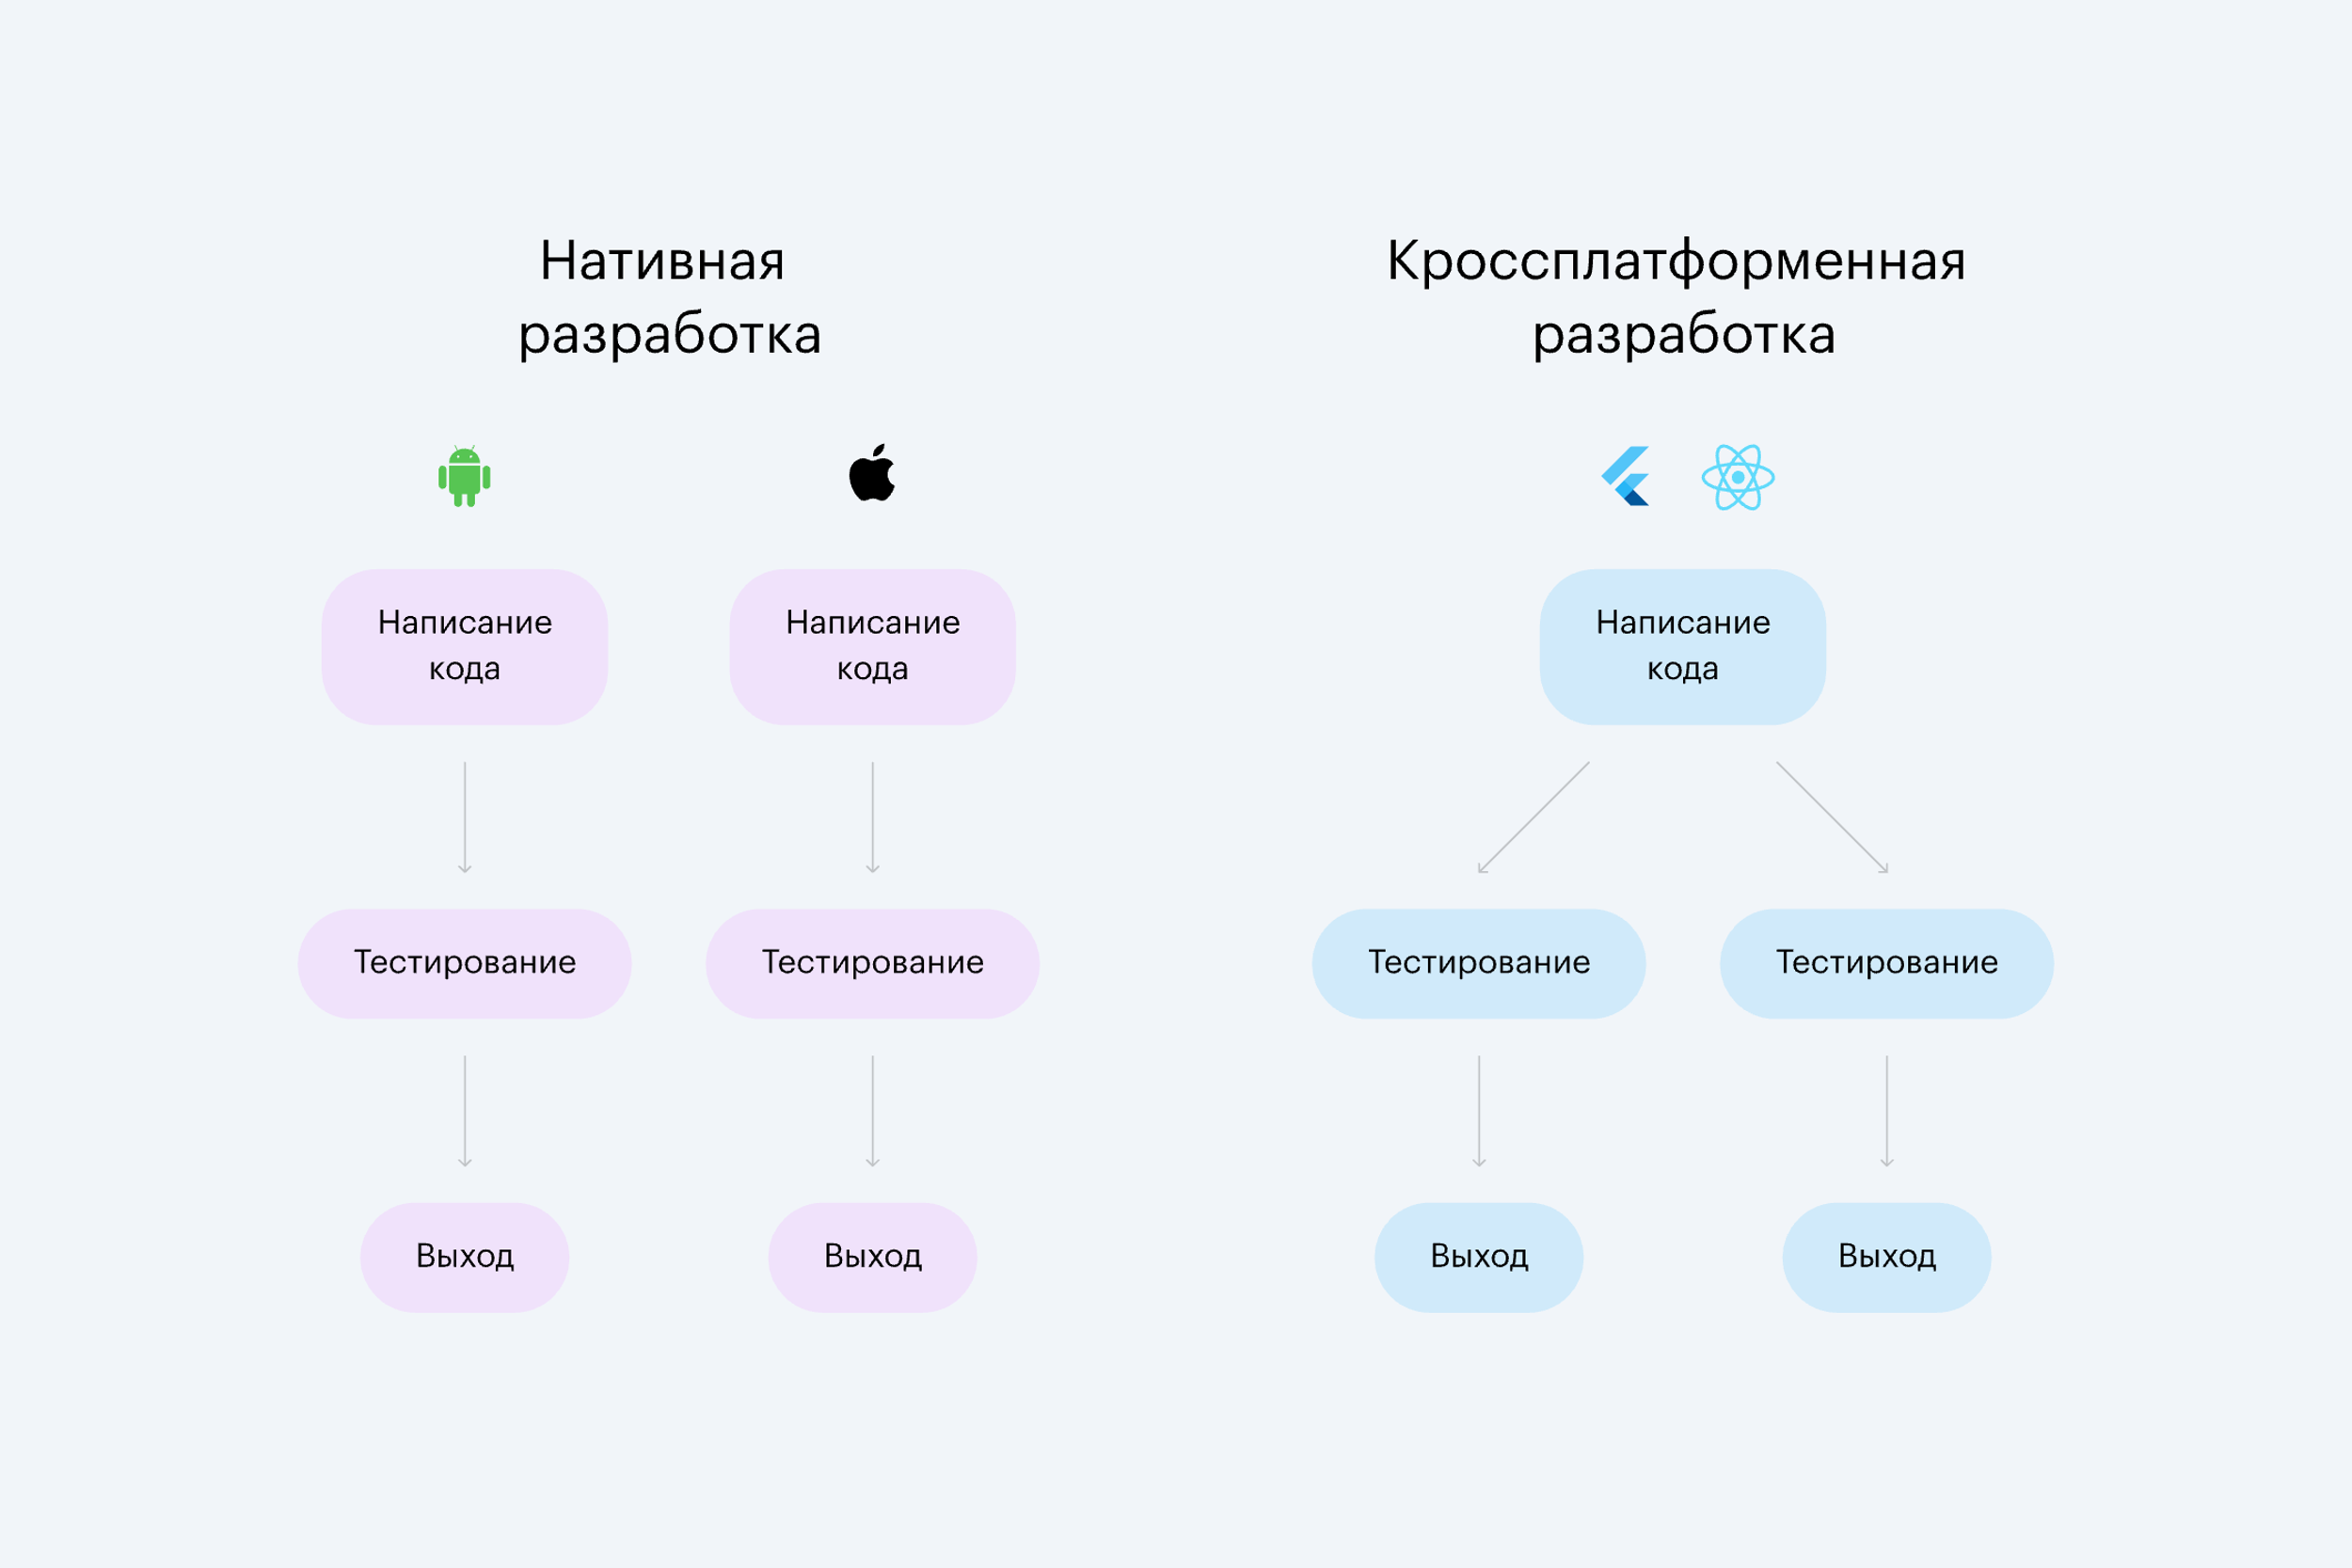 Нативная
разработка
Написание
кода
Написание
кода
Тестирование
Тестирование
Выход
Выход
Кроссплатформенная
разработка
Написание
кода
Тестирование
Тестирование
Выход
Выход